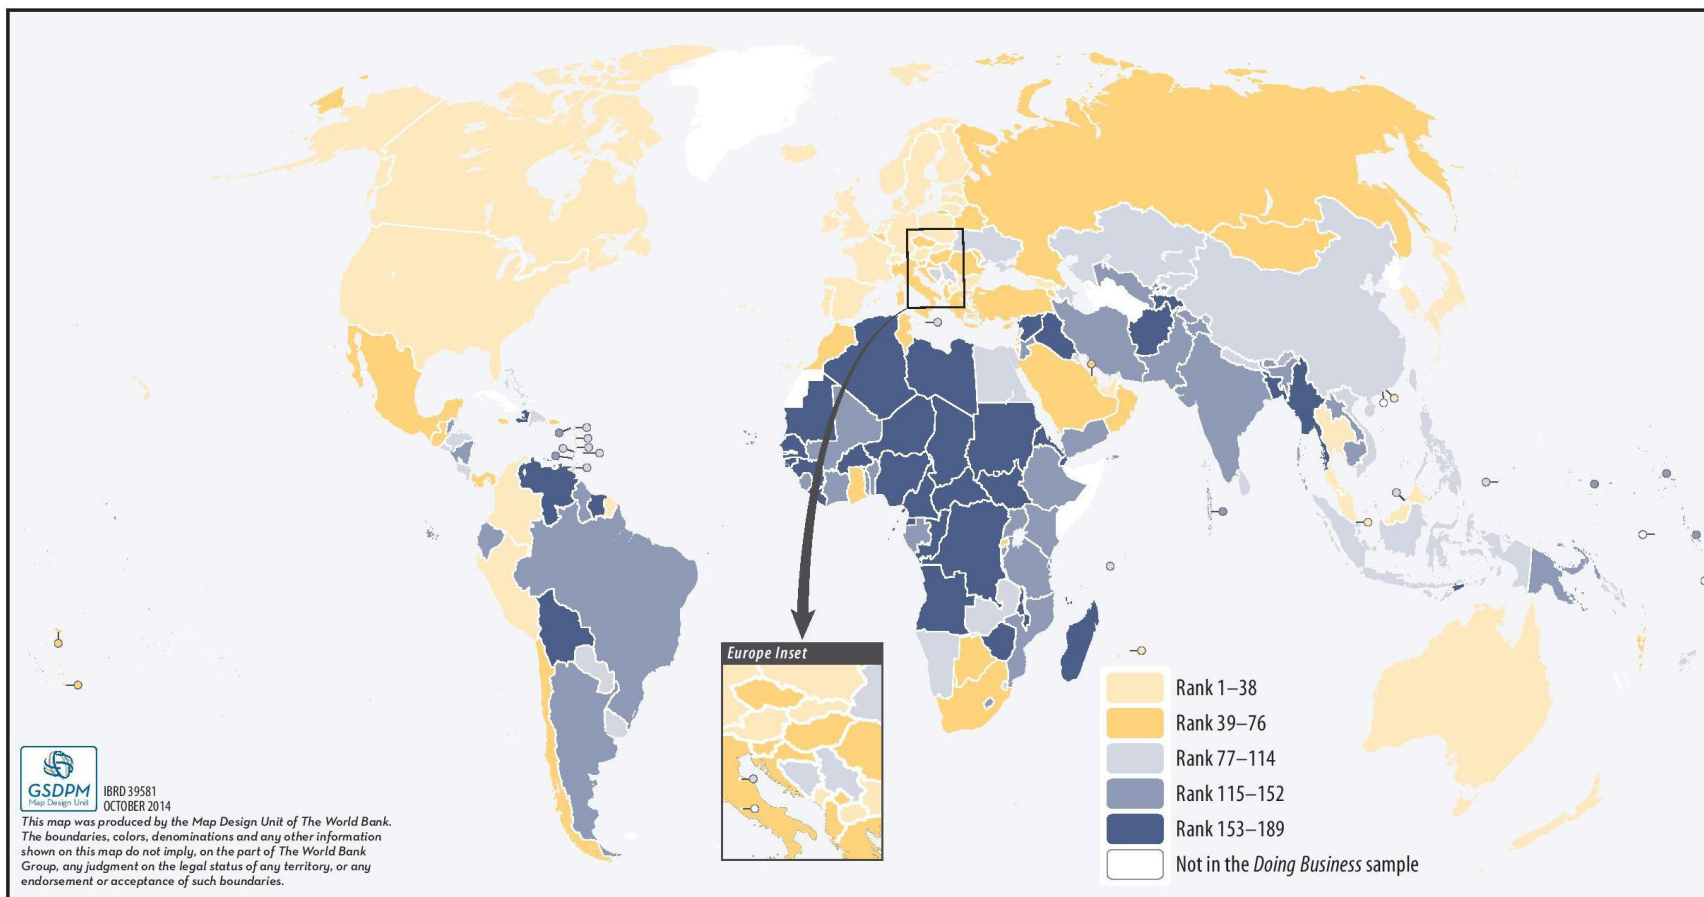 Europe Inset
Rank 1–38
Rank 39–76
Rank 77–114
Rank 115–152
Rank 153–189
Not in the Doing Business sample
GSDPM
Map Design Unit
IBRD 39581
OCTOBER 2014
This map was produced by the Map Design Unit of The World Bank.
The boundaries, colors, denominations and any other information
shown on this map do not imply, on the part of The World Bank
Group, any judgment on the legal status of any territory, or any
endorsement or acceptance of such boundaries.